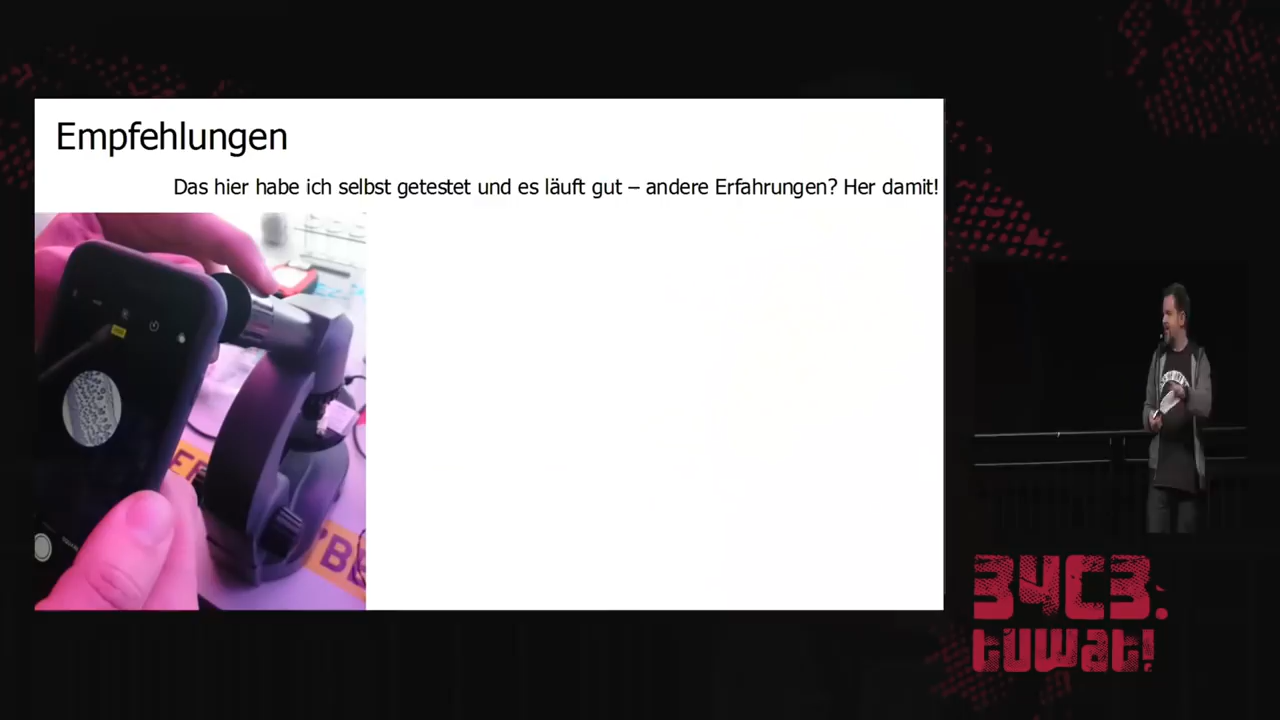 Empfehlungen
Das hier habe ich selbst getestet und es läuft gut – andere Erfahrungen? Her damit!
34C3.
tuwat!